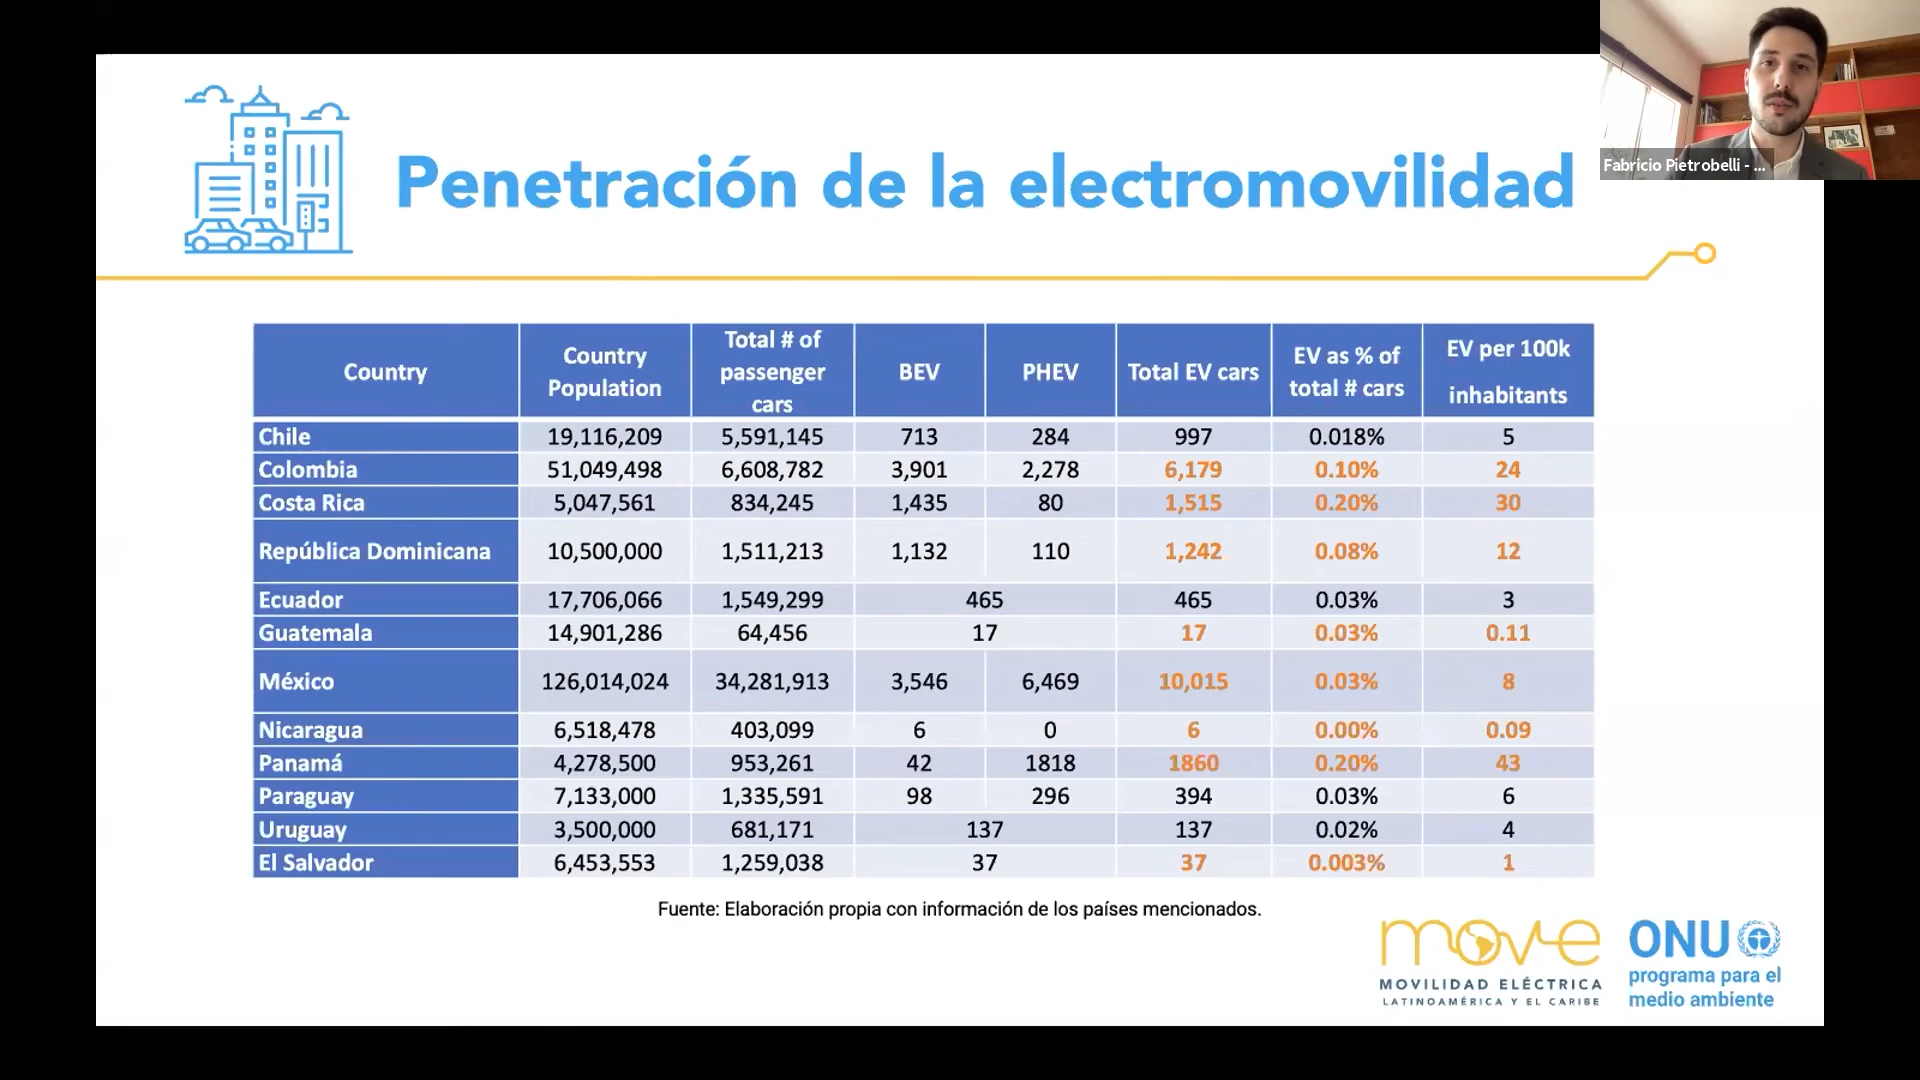 Fabricio Pietrobelli - ...
Penetración de la electromovilidad
Country	Country Population	Total # of passenger cars	BEV	PHEV	Total EV cars	EV as % of total # cars	EV per 100k inhabitants
Chile	19,116,209	5,591,145	713	284	997	0.018%	5
Colombia	51,049,498	6,608,782	3,901	2,278	6,179	0.10%	24
Costa Rica	5,047,561	834,245	1,435	80	1,515	0.20%	30
República Dominicana	10,500,000	1,511,213	1,132	110	1,242	0.08%	12
Ecuador	17,706,066	1,549,299	465	465	0.03%	3
Guatemala	14,901,286	64,456	17	17	0.03%	0.11
México	126,014,024	34,281,913	3,546	6,469	10,015	0.03%	8
Nicaragua	6,518,478	403,099	6	0	6	0.00%	0.09
Panamá	4,278,500	953,261	42	1818	1860	0.20%	43
Paraguay	7,133,000	1,335,591	98	296	394	0.03%	6
Uruguay	3,500,000	681,171	137	137	0.02%	4
El Salvador	6,453,553	1,259,038	37	37	0.003%	1
Fuente: Elaboración propia con información de los países mencionados.
move
MOVILIDAD ELÉCTRICA
LATINOAMÉRICA Y EL CARIBE
ONU
programa para el
medio ambiente